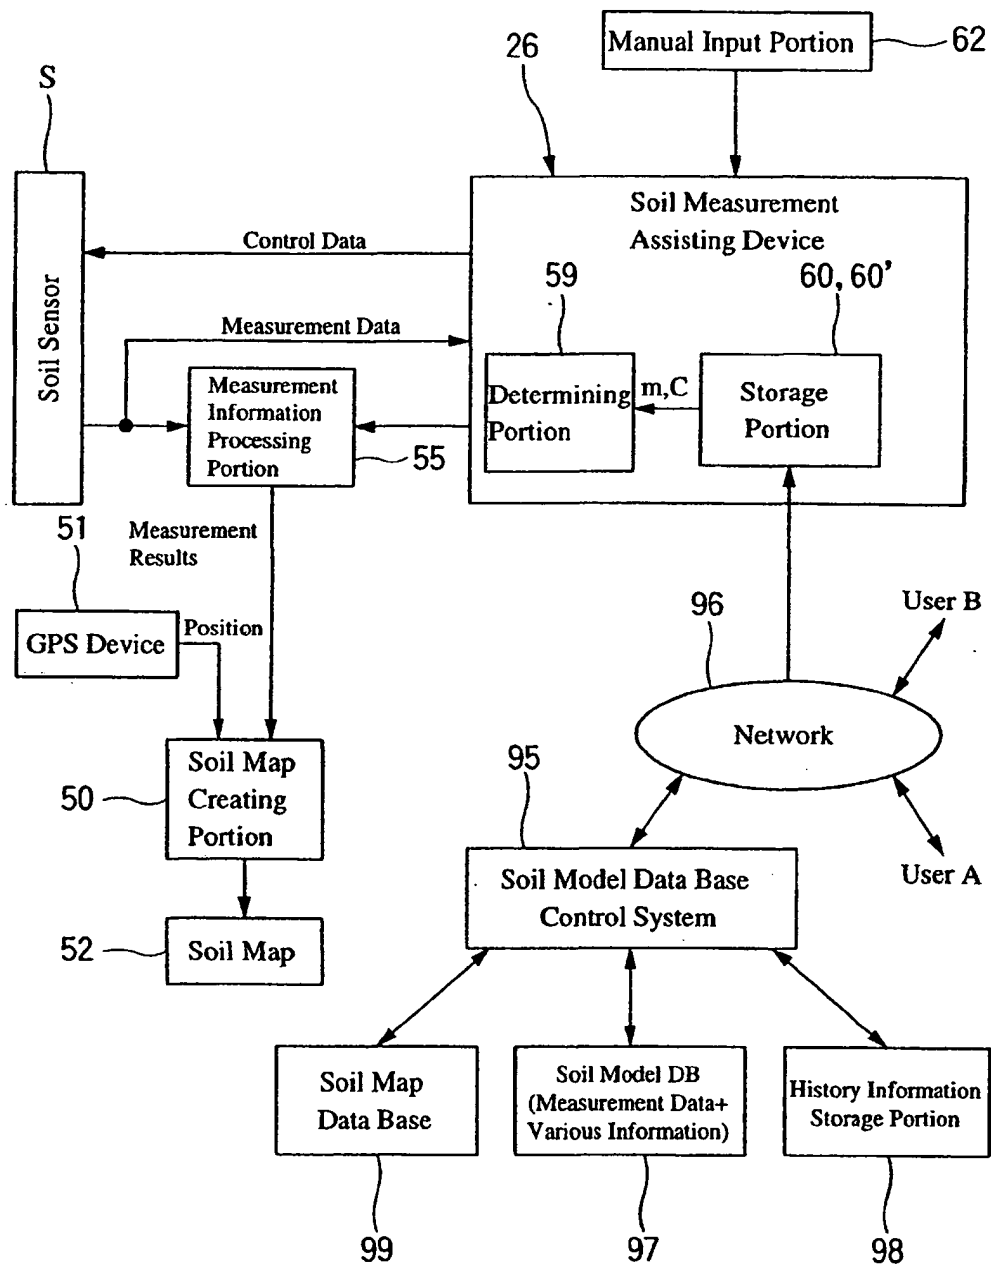 Manual Input Portion
62
26
S
Soil Measurement
Assisting Device
Control Data
59
60, 60'
Soil Sensor
Measurement Data
Measurement
Information
Processing
Portion
Determining
Portion
m,C
Storage
Portion
55
51
Measurement
Results
96
User B
GPS Device
Position
Network
Soil Map
Creating
Portion
50
95
User A
Soil Model Data Base
Control System
52
Soil Map
Soil Map
Data Base
Soil Model DB
(Measurement Data+
Various Information)
History Information
Storage Portion
99
97
98